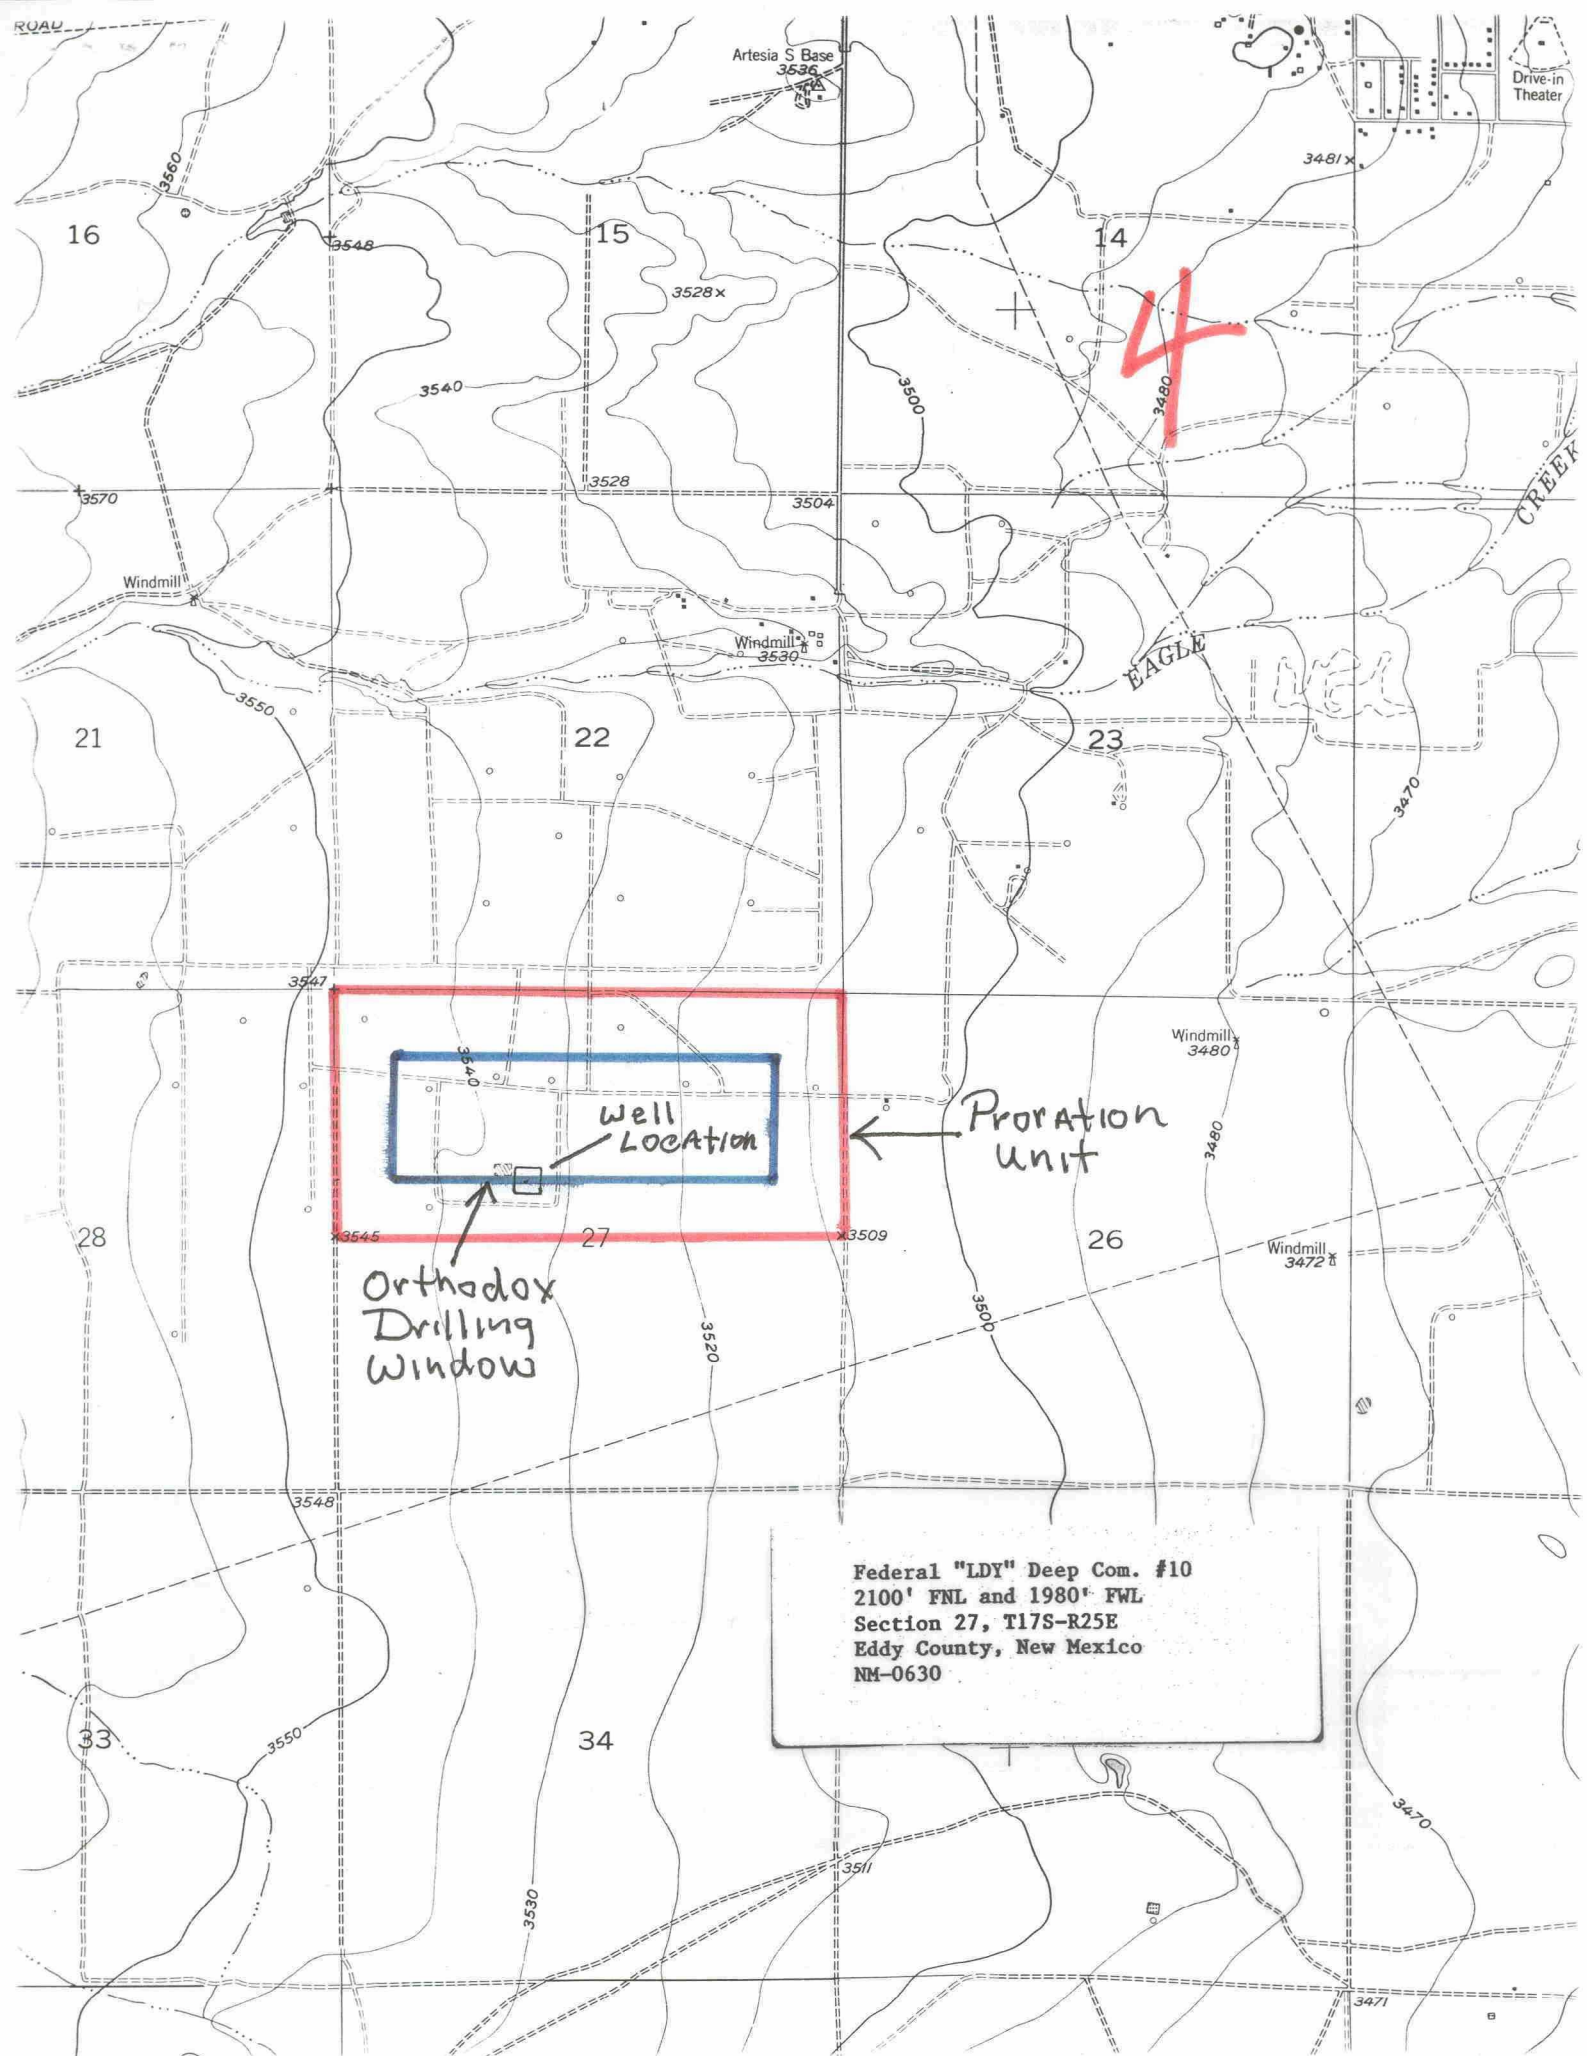 ROAD
Artesia S Base
3536
Drive-in
Theater
3481
3560
16
3548
15
14
3528
4
3540
3500
3480
3570
3528
3504
CREEK
Windmill
Windmill
3530
EAGLE
3550
21
22
23
3470
3547
Windmill
3480
3540
Well
Location
Proration
Unit
3480
28
3545
27
3509
26
Windmill
3472
Orthodox
Drilling
Window
3500
3520
3548
Federal "LDY" Deep Com. #10
2100' FNL and 1980' FWL
Section 27, T17S-R25E
Eddy County, New Mexico
NM-0630
33
3550
34
3470
3511
3530
3471